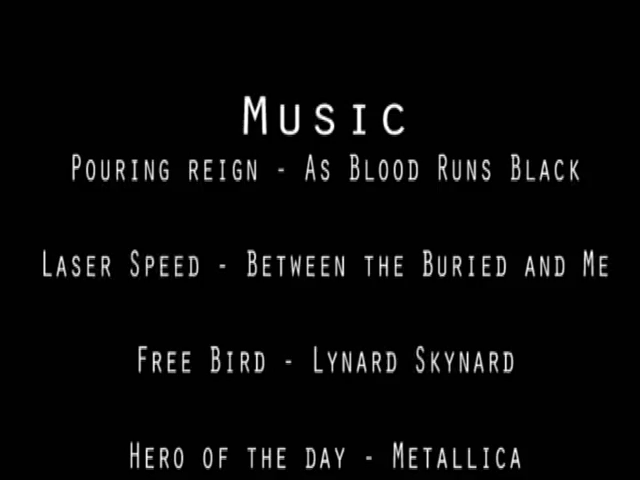 Music
Pouring reign - As Blood Runs Black
Laser Speed - Between the Buried and Me
Free Bird - Lynard Skynard
Hero of the day - Metallica